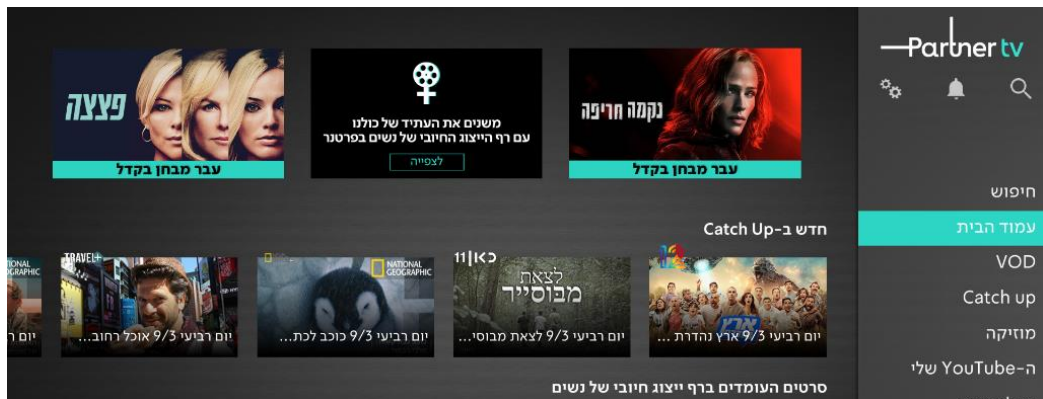 Partner tv
חיפוש
עמוד הבית
VOD
Catch up
מוזיקה
ה-YouTube שלי
נקמה חריפה
עבר מבחן בקדל
משנים את העתיד של כולנו
עם רף הייצוג החיובי של נשים בפרטנר
לצפייה
פצצה
עבר מבחן בקדל
חדש ב-Catch Up
ארץ
יום רביעי 9/3 ארץ נהדרת ...
כאן 11
לצאת
מבוסייר
יום רביעי 9/3 לצאת מבוסי...
NATIONAL
GEOGRAPHIC
יום רביעי 9/3 כוכב לכת...
TRAVEL+
יום רביעי 9/3 אוכל רחוב...
סרטים העומדים ברף ייצוג חיובי של נשים